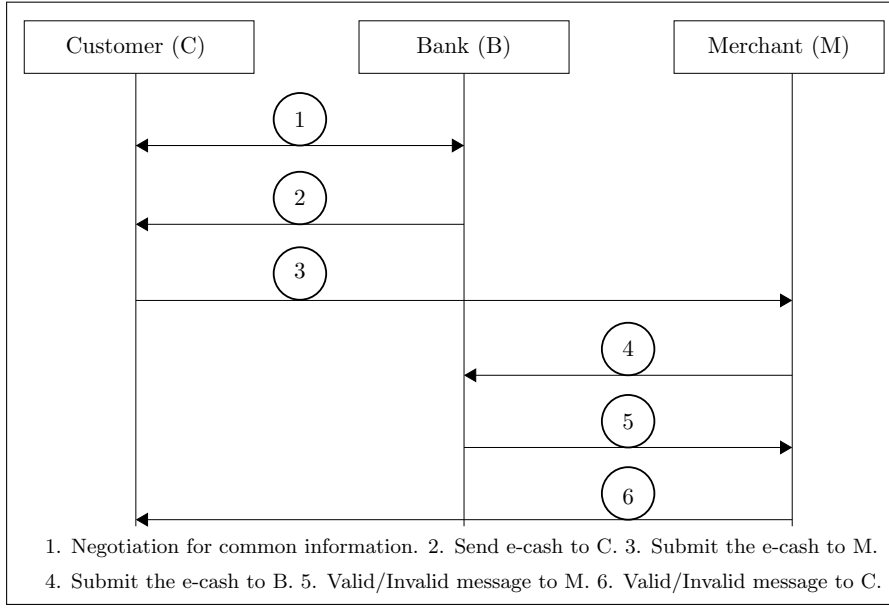 Customer (C) Bank (B) Merchant (M)
1
2
3
4
5
6
1. Negotiation for common information. 2. Send e-cash to C. 3. Submit the e-cash to M.
4. Submit the e-cash to B. 5. Valid/Invalid message to M. 6. Valid/Invalid message to C.